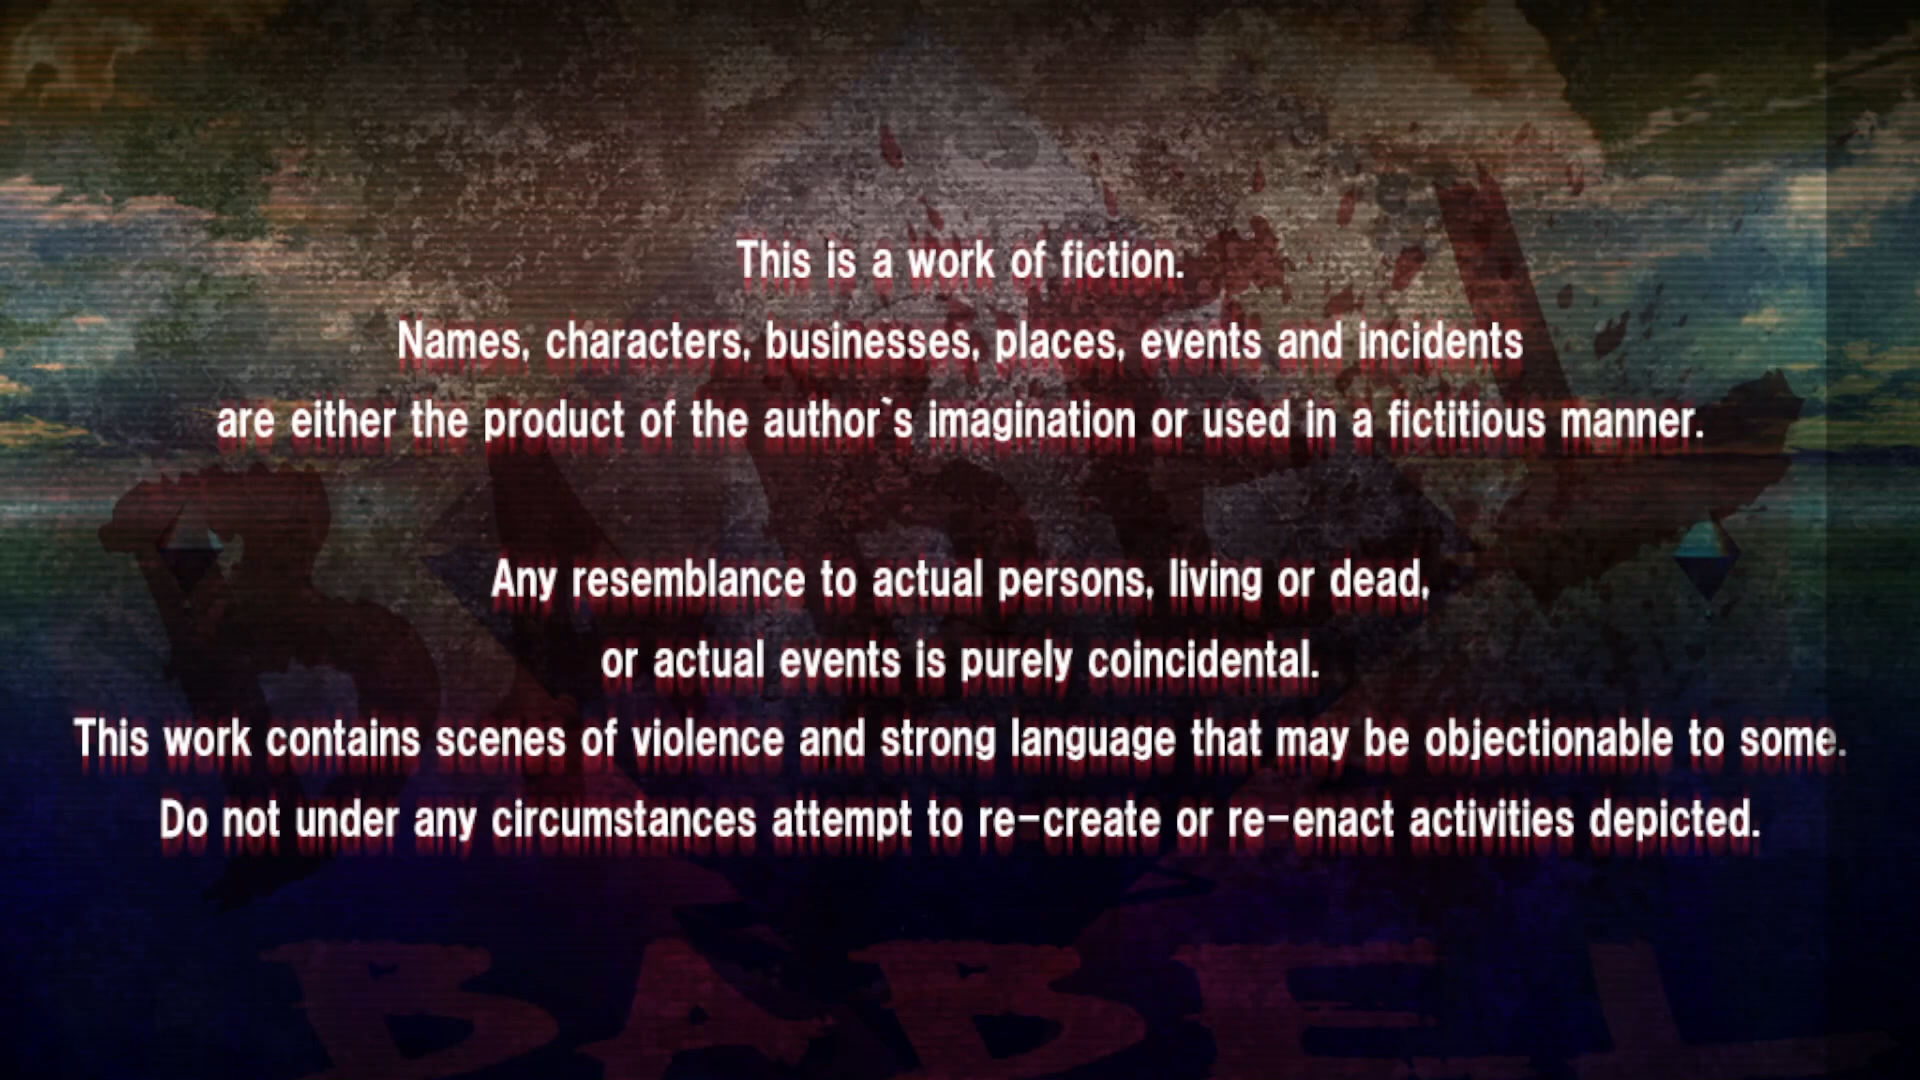 This is a work of fiction.
Names, characters, businesses, places, events and incidents
are either the product of the author`s imagination or used in a fictitious manner.
Any resemblance to actual persons, living or dead,
or actual events is purely coincidental.
This work contains scenes of violence and strong language that may be objectionable to some.
Do not under any circumstances attempt to re-create or re-enact activities depicted.
BABEL